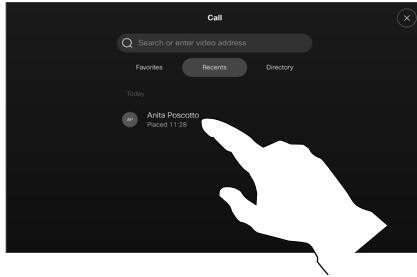 Call
Search or enter video address
Favorites Recents Directory
Today
AP
Anita Poscotto
Placed 11:28